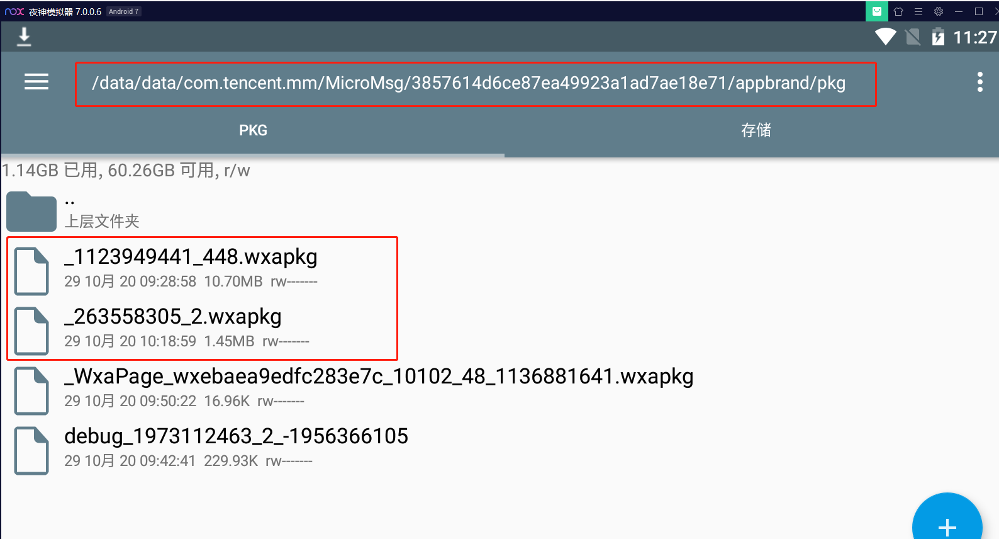 nox 夜神模拟器 7.0.0.6 Android 7
11:27
/data/data/com.tencent.mm/MicroMsg/3857614d6ce87ea49923a1ad7ae18e71/appbrand/pkg
PKG
存储
1.14GB 已用, 60.26GB 可用, r/w
..
上层文件夹
_1123949441_448.wxapkg
29 10月 20 09:28:58 10.70MB rw-------
_263558305_2.wxapkg
29 10月 20 10:18:59 1.45MB rw-------
_WxaPage_wxebaea9edfc283e7c_10102_48_1136881641.wxapkg
29 10月 20 09:50:22 16.96K rw-------
debug_1973112463_2_-1956366105
29 10月 20 09:42:41 229.93K rw-------